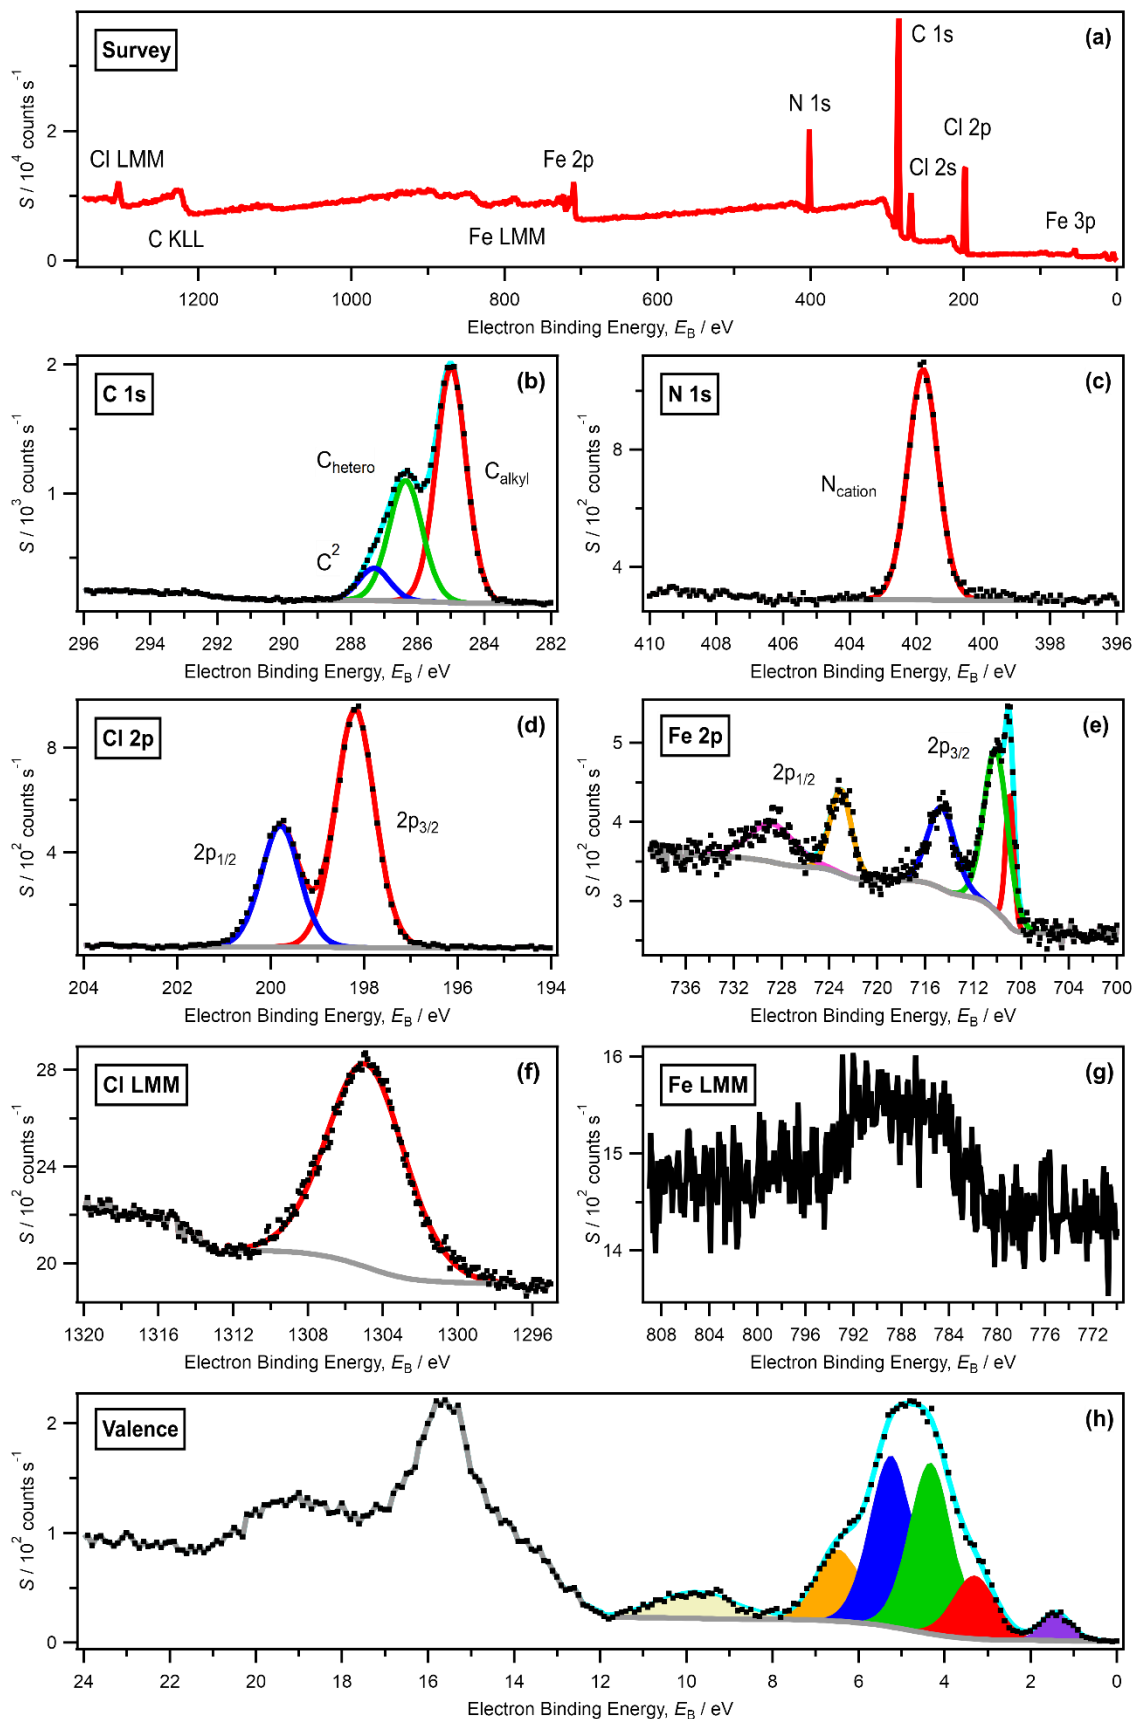 Survey
(a)
S / 10⁴ counts s⁻¹
2
0
Cl LMM
C KLL
Fe LMM
Fe 2p
N 1s
C 1s
Cl 2s
Cl 2p
Fe 3p
1200 1000 800 600 400 200 0
Electron Binding Energy, E_B / eV
C 1s
(b)
S / 10³ counts s⁻¹
2
1
C_hetero
C_alkyl
C²
296 294 292 290 288 286 284 282
Electron Binding Energy, E_B / eV
N 1s
(c)
S / 10² counts s⁻¹
8
4
N_cation
410 408 406 404 402 400 398 396
Electron Binding Energy, E_B / eV
Cl 2p
(d)
S / 10² counts s⁻¹
8
4
2p₁/₂
2p₃/₂
204 202 200 198 196 194
Electron Binding Energy, E_B / eV
Fe 2p
(e)
S / 10² counts s⁻¹
5
4
3
2p₁/₂
2p₃/₂
736 732 728 724 720 716 712 708 704 700
Electron Binding Energy, E_B / eV
Cl LMM
(f)
S / 10² counts s⁻¹
28
24
20
1320 1316 1312 1308 1304 1300 1296
Electron Binding Energy, E_B / eV
Fe LMM
(g)
S / 10² counts s⁻¹
16
15
14
808 804 800 796 792 788 784 780 776 772
Electron Binding Energy, E_B / eV
Valence
(h)
S / 10² counts s⁻¹
2
1
0
24 22 20 18 16 14 12 10 8 6 4 2 0
Electron Binding Energy, E_B / eV